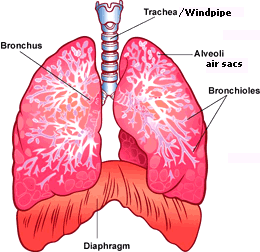 Trachea/Windpipe
Bronchus
Alveoli
air sacs
Bronchioles
Diaphragm